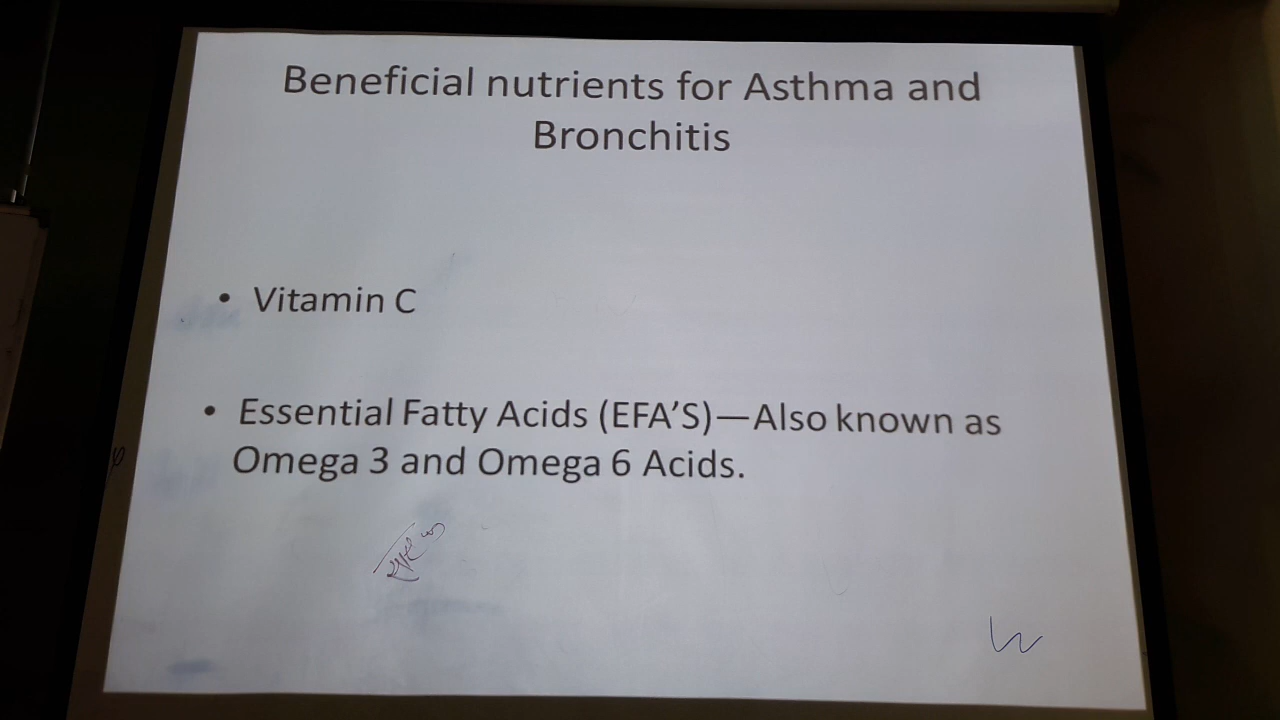 Beneficial nutrients for Asthma and
Bronchitis
• Vitamin C
• Essential Fatty Acids (EFA’S)—Also known as
Omega 3 and Omega 6 Acids.